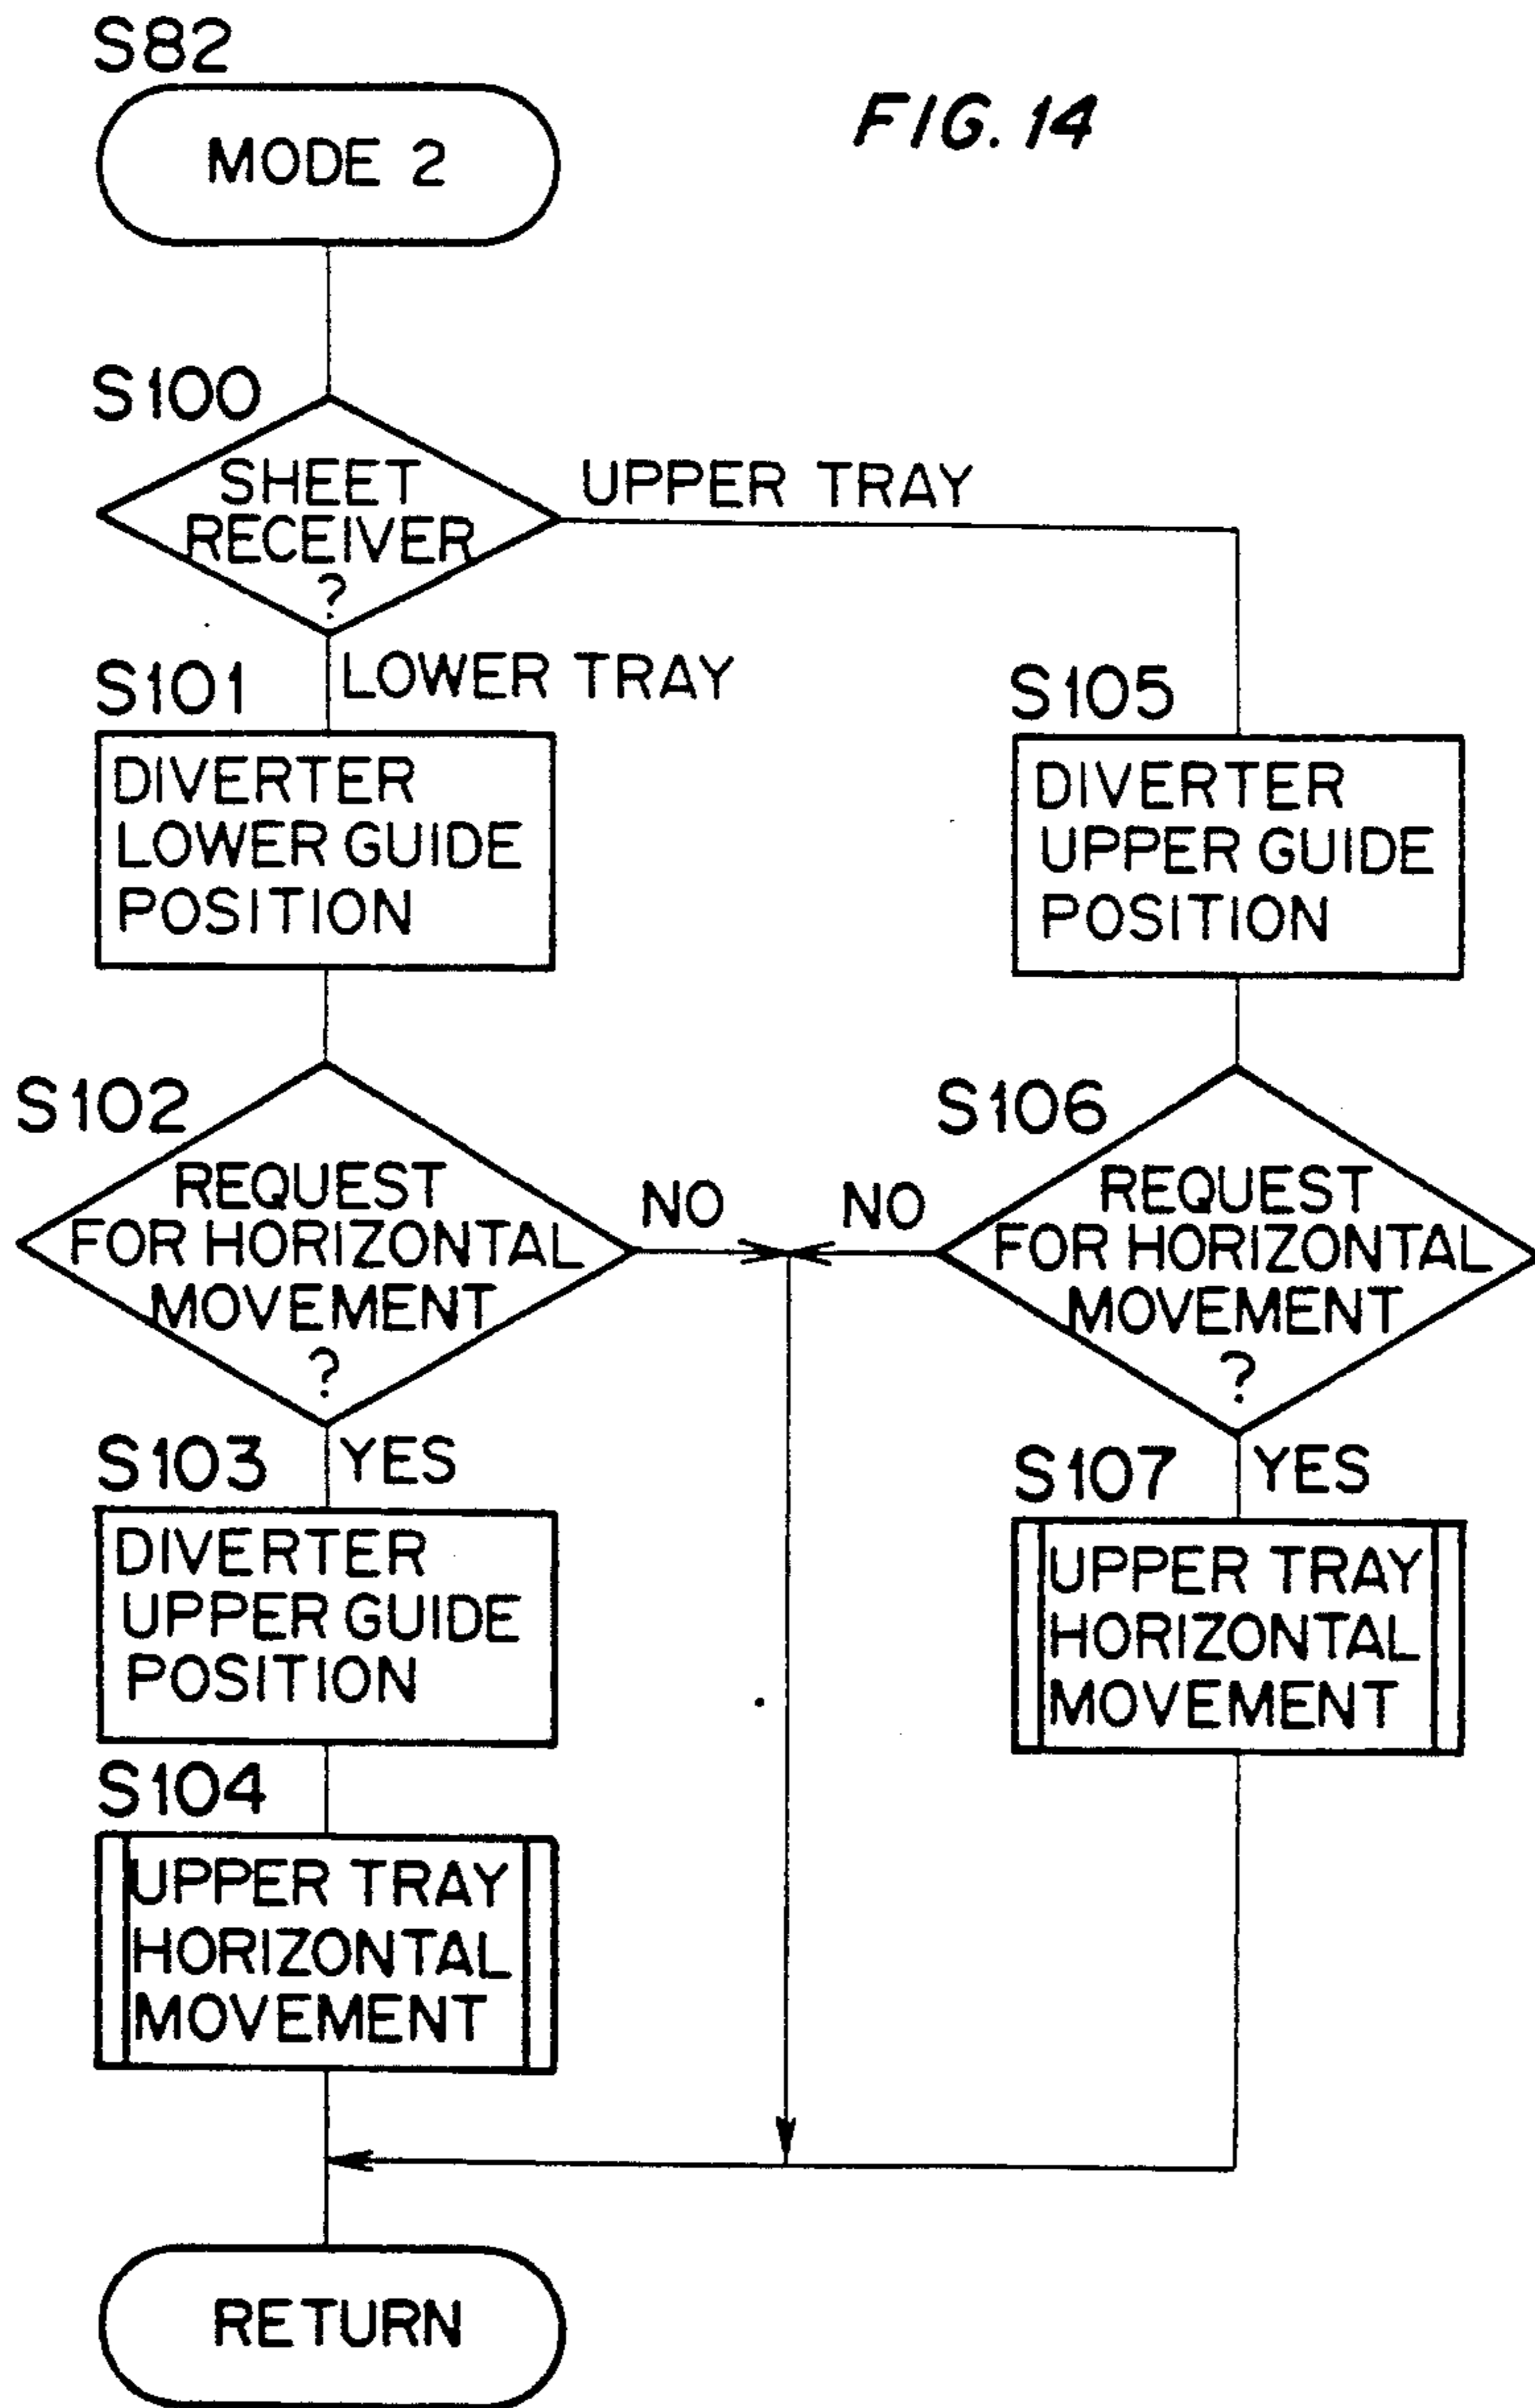 S82
FIG. 14
MODE 2
S100
SHEET
RECEIVER
?
UPPER TRAY
LOWER TRAY
S101
DIVERTER
LOWER GUIDE
POSITION
S105
DIVERTER
UPPER GUIDE
POSITION
S102
REQUEST
FOR HORIZONTAL
MOVEMENT
?
NO
NO
S106
REQUEST
FOR HORIZONTAL
MOVEMENT
?
S103
YES
DIVERTER
UPPER GUIDE
POSITION
S107
YES
UPPER TRAY
HORIZONTAL
MOVEMENT
S104
UPPER TRAY
HORIZONTAL
MOVEMENT
RETURN